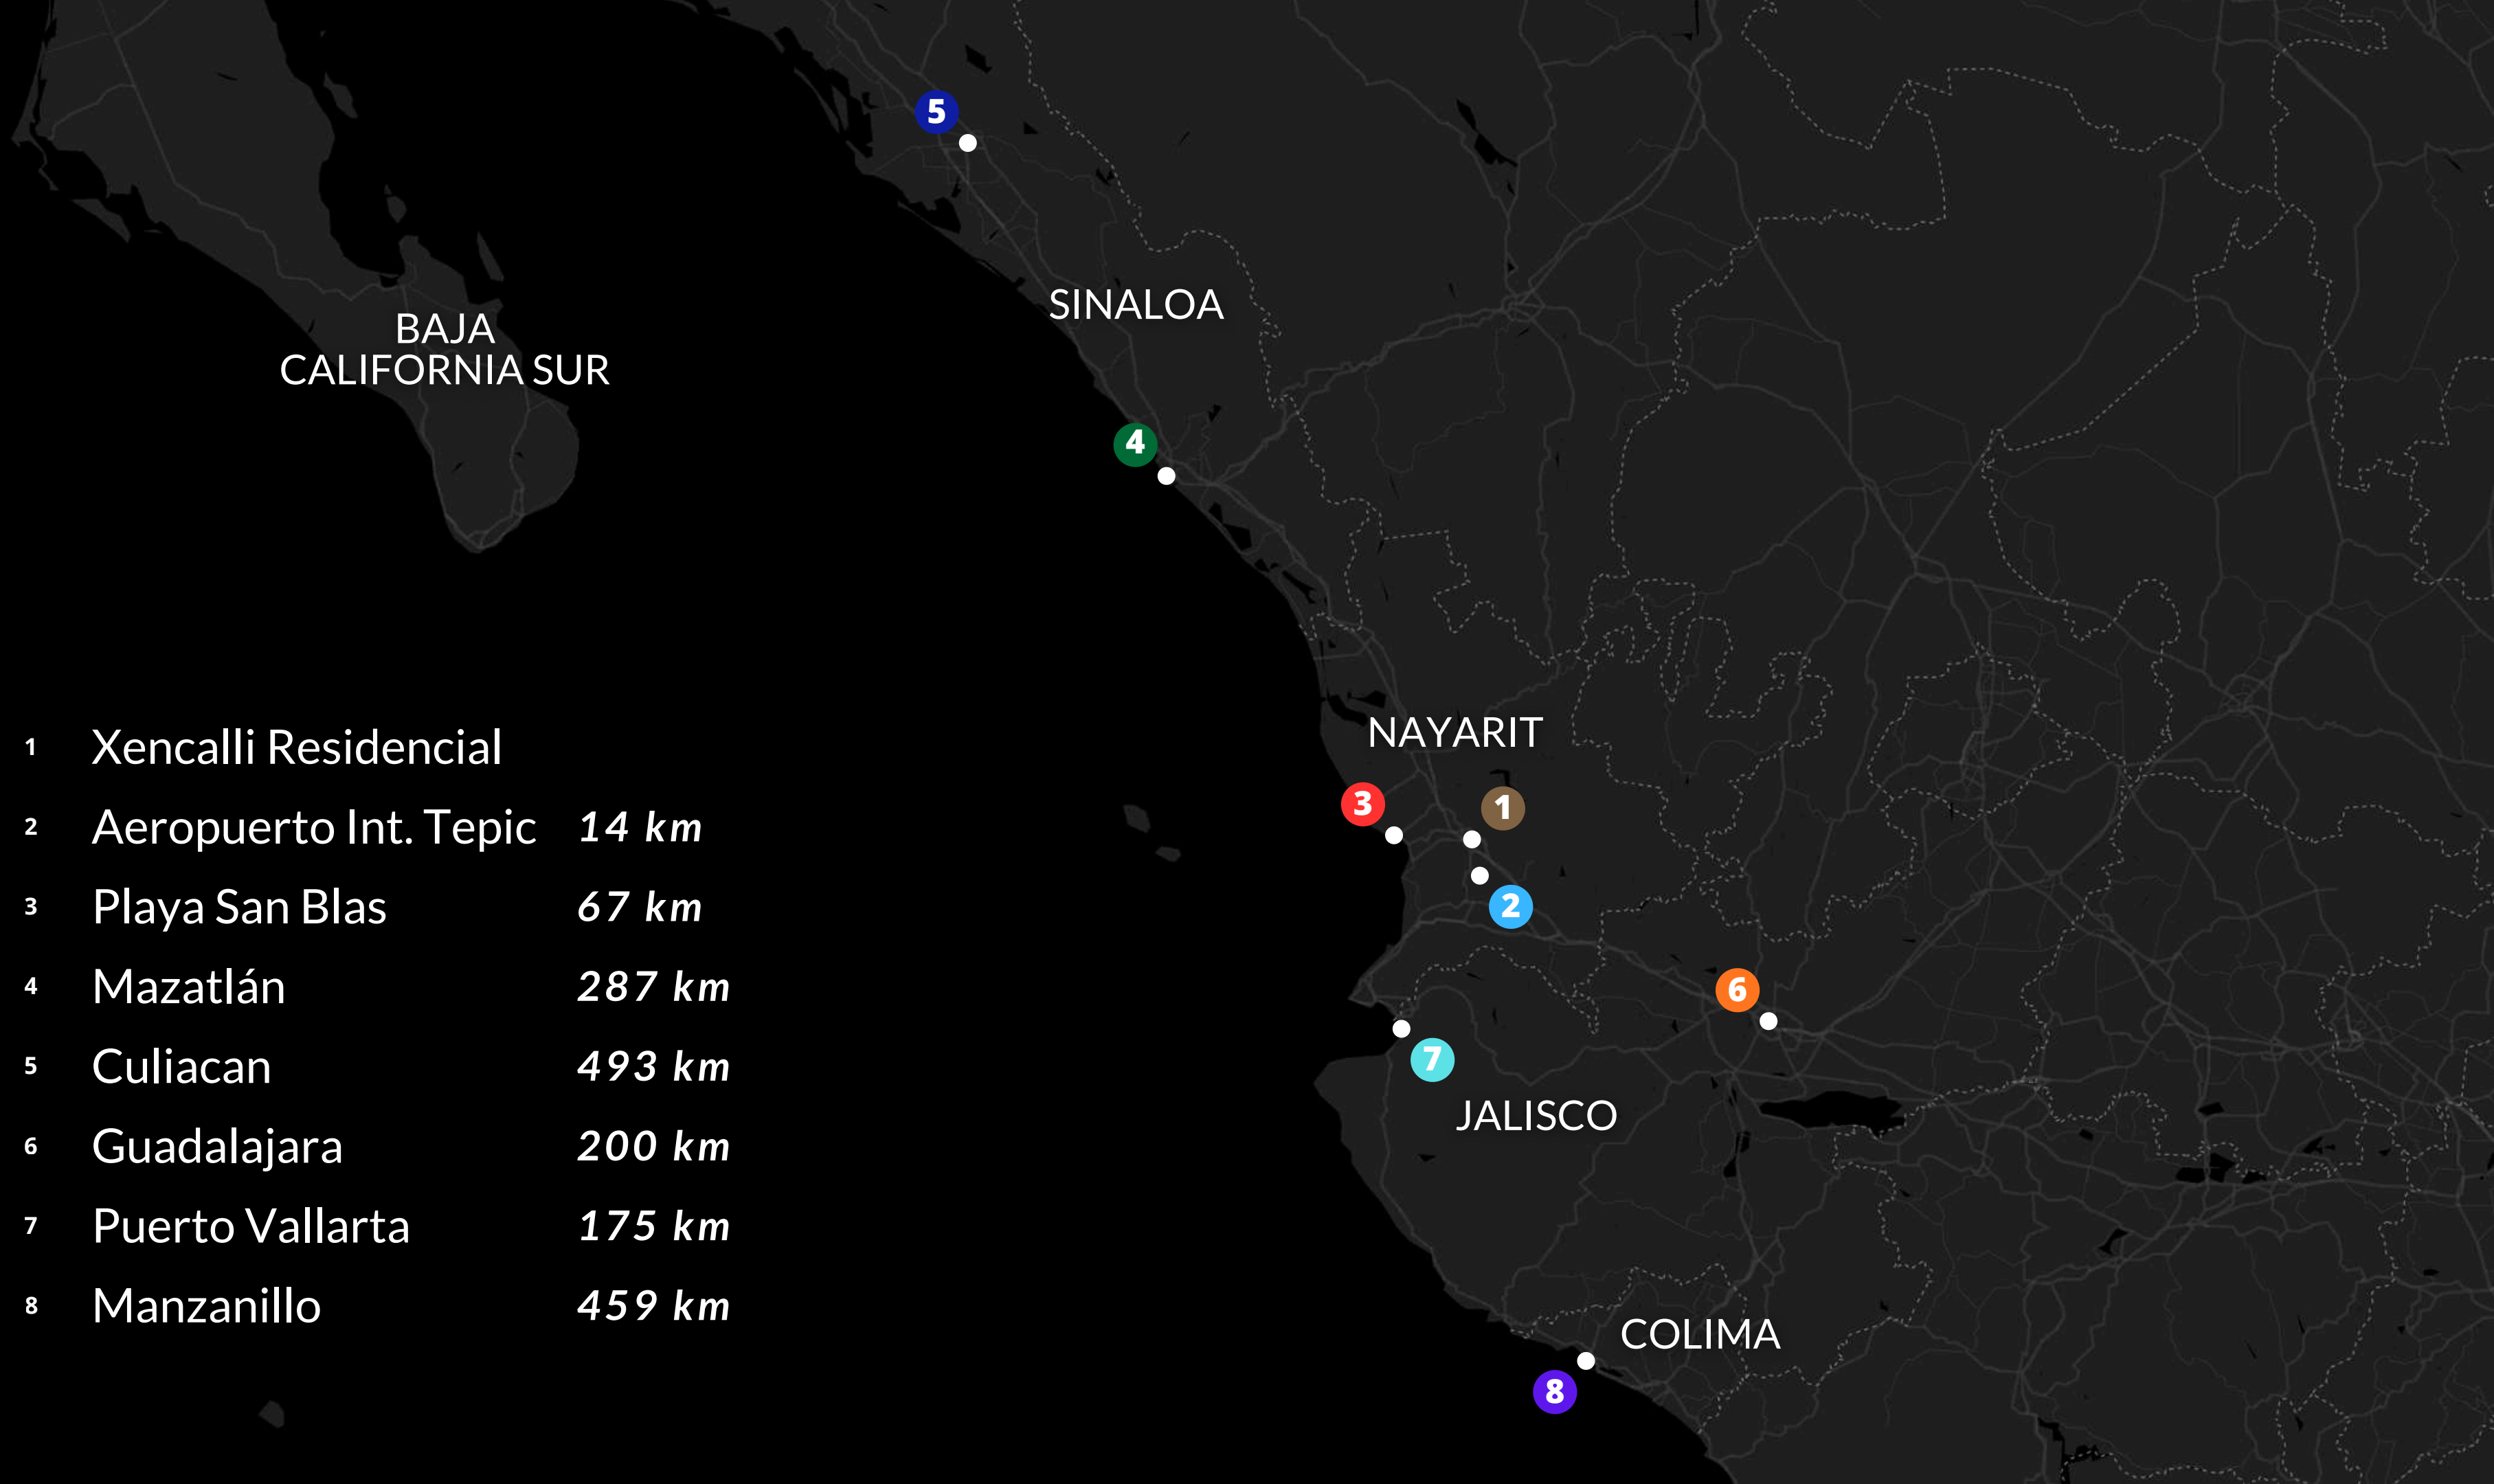 5
SINALOA
BAJA
CALIFORNIA SUR
4
NAYARIT
1 Xencalli Residencial
3
1
2 Aeropuerto Int. Tepic 14 km
3 Playa San Blas 67 km
2
4 Mazatlán 287 km
6
5 Culiacan 493 km
7
JALISCO
6 Guadalajara 200 km
7 Puerto Vallarta 175 km
8 Manzanillo 459 km
COLIMA
8